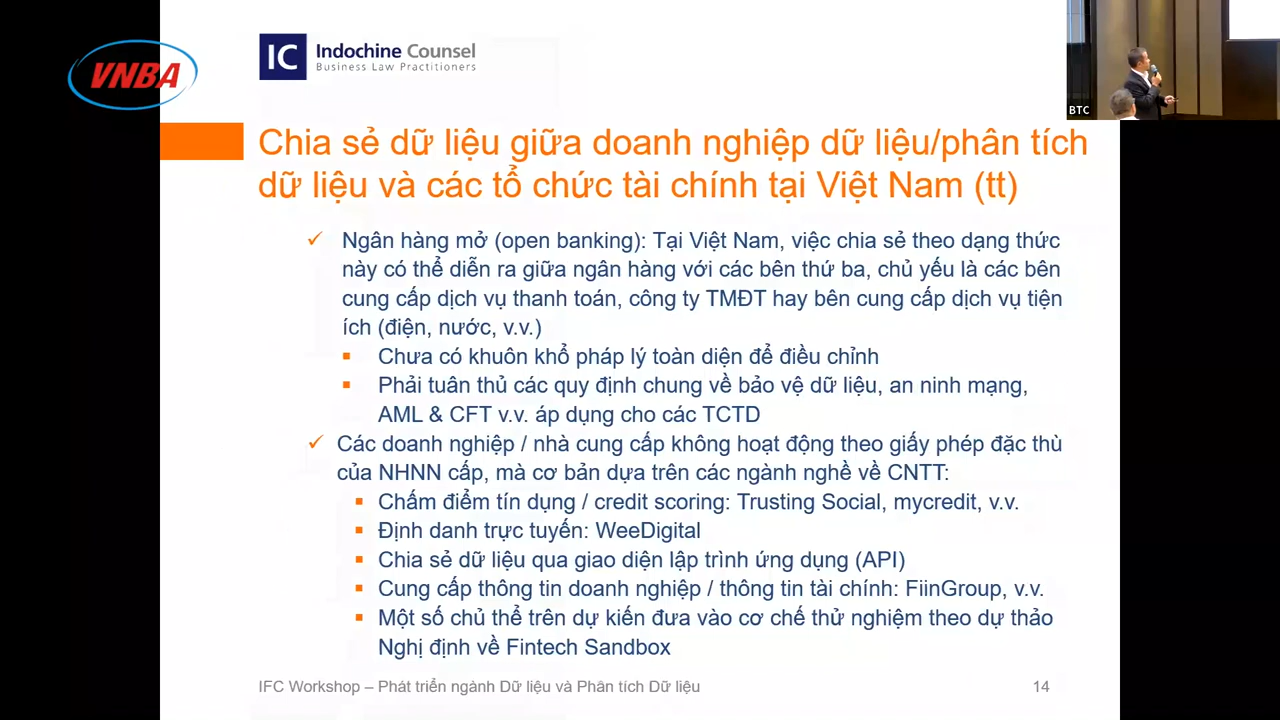 VNBA
IC Indochine Counsel
Business Law Practitioners
BTC
Chia sẻ dữ liệu giữa doanh nghiệp dữ liệu/phân tích
dữ liệu và các tổ chức tài chính tại Việt Nam (tt)
✓ Ngân hàng mở (open banking): Tại Việt Nam, việc chia sẻ theo dạng thức
này có thể diễn ra giữa ngân hàng với các bên thứ ba, chủ yếu là các bên
cung cấp dịch vụ thanh toán, công ty TMĐT hay bên cung cấp dịch vụ tiện
ích (điện, nước, v.v.)
▪ Chưa có khuôn khổ pháp lý toàn diện để điều chỉnh
▪ Phải tuân thủ các quy định chung về bảo vệ dữ liệu, an ninh mạng,
AML & CFT v.v. áp dụng cho các TCTD
✓ Các doanh nghiệp / nhà cung cấp không hoạt động theo giấy phép đặc thù
của NHNN cấp, mà cơ bản dựa trên các ngành nghề về CNTT:
▪ Chấm điểm tín dụng / credit scoring: Trusting Social, mycredit, v.v.
▪ Định danh trực tuyến: WeeDigital
▪ Chia sẻ dữ liệu qua giao diện lập trình ứng dụng (API)
▪ Cung cấp thông tin doanh nghiệp / thông tin tài chính: FiinGroup, v.v.
▪ Một số chủ thể trên dự kiến đưa vào cơ chế thử nghiệm theo dự thảo
Nghị định về Fintech Sandbox
IFC Workshop – Phát triển ngành Dữ liệu và Phân tích Dữ liệu
14